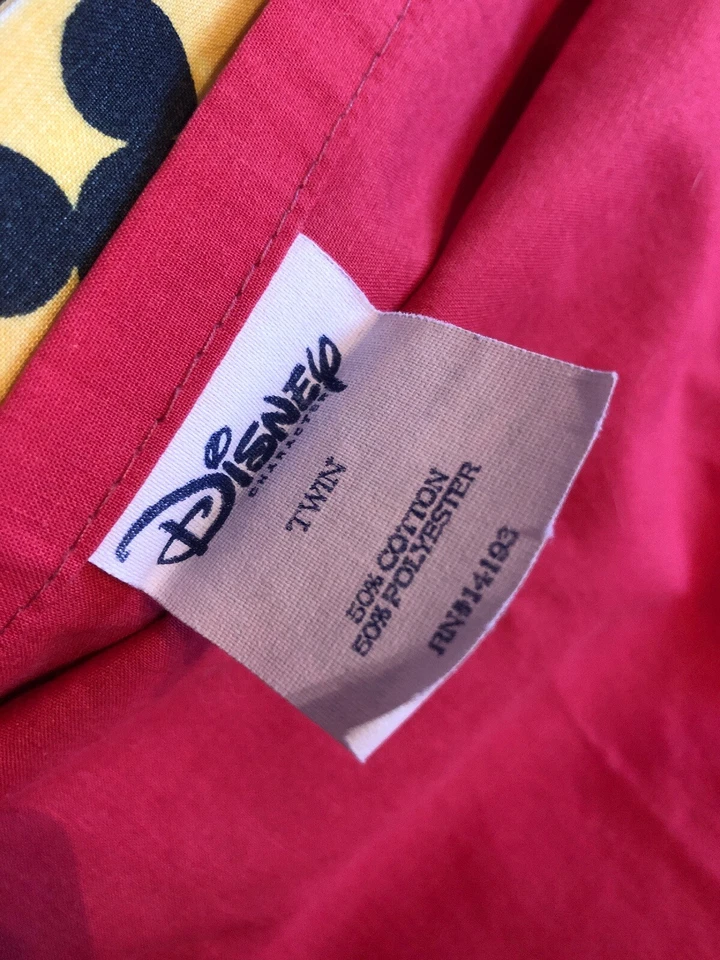 Disney
CHARACTERS
TWIN
50% COTTON
50% POLYESTER
RN#14193